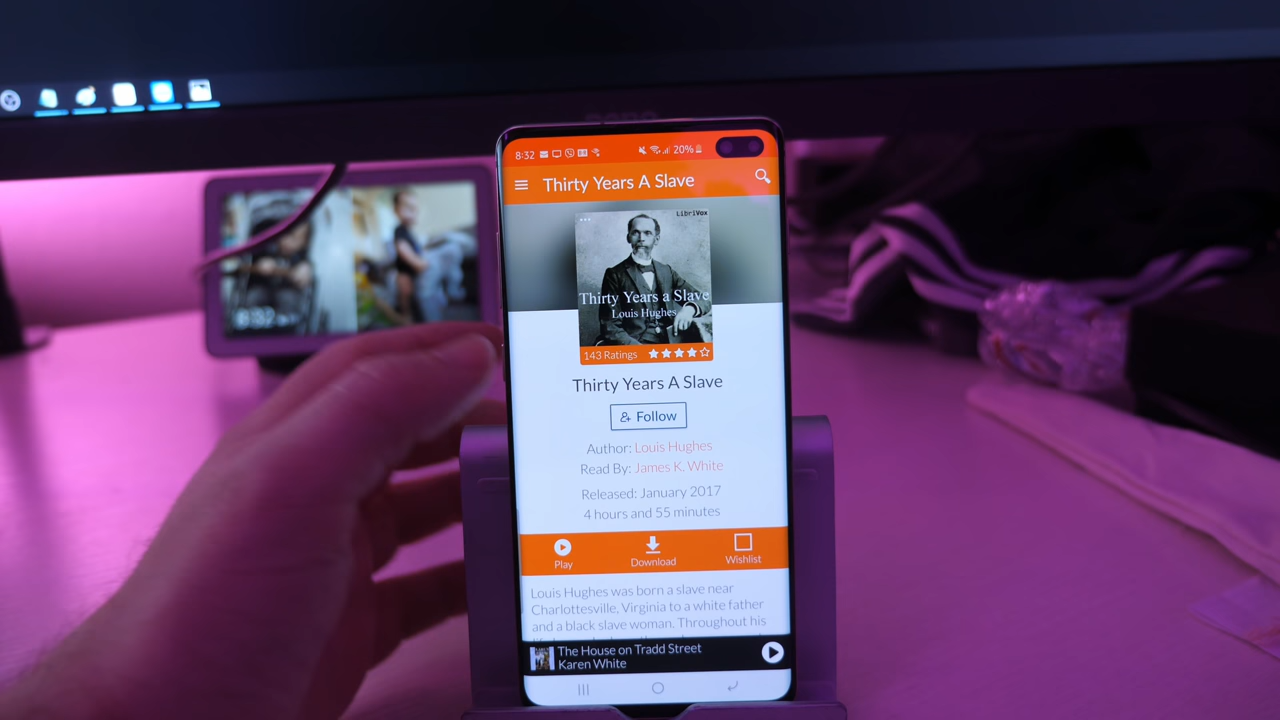 8:32
20%
Thirty Years A Slave
LibriVox
Thirty Years a Slave
Louis Hughes
143 Ratings
Thirty Years A Slave
Follow
Author: Louis Hughes
Read By: James K. White
Released: January 2017
4 hours and 55 minutes
Play
Download
Wishlist
Louis Hughes was born a slave near
Charlottesville, Virginia to a white father
and a black slave woman. Throughout his
The House on Tradd Street
Karen White
8:32